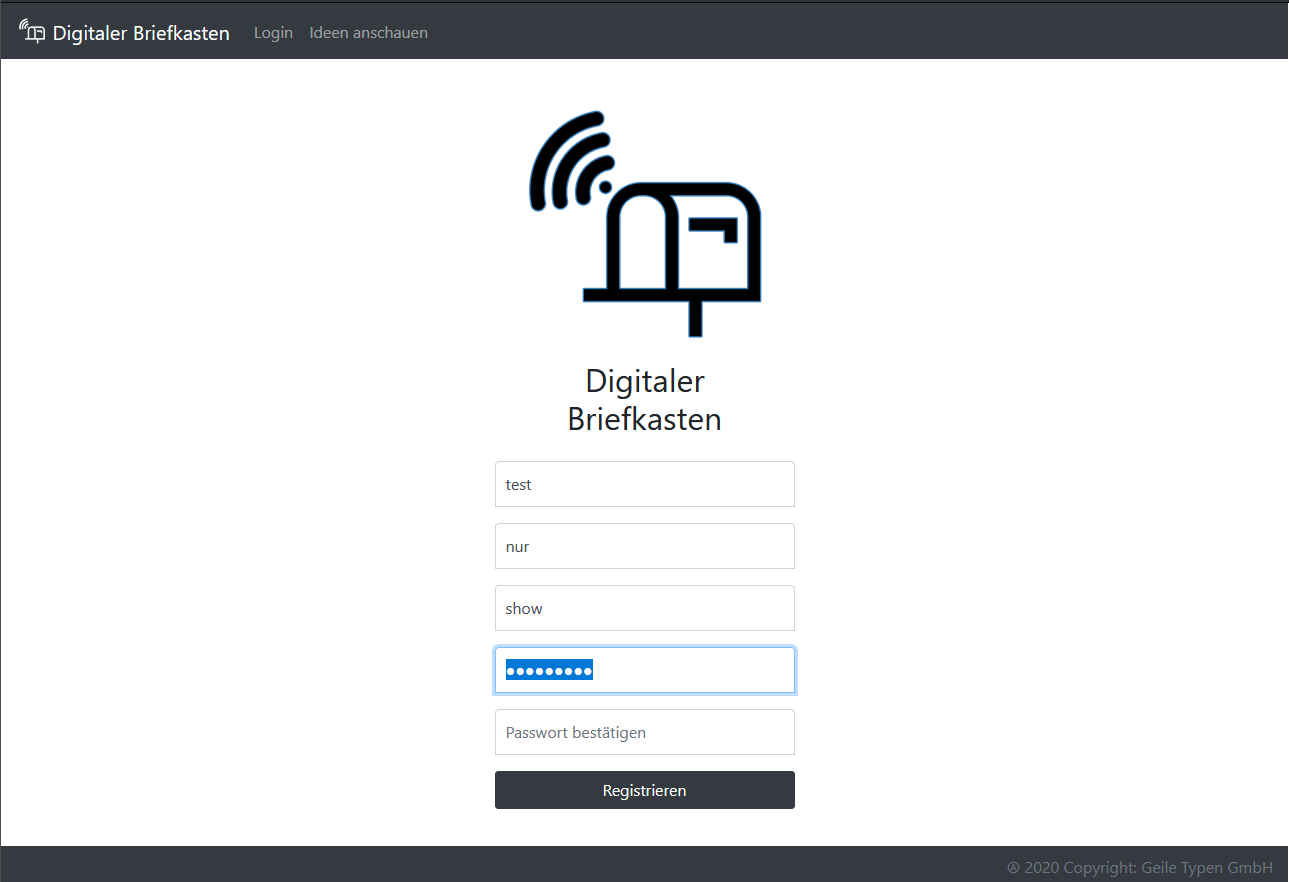 Digitaler Briefkasten Login Ideen anschauen
Digitaler
Briefkasten
test
nur
show
●●●●●●●●●
Passwort bestätigen
Registrieren
Ⓐ 2020 Copyright: Geile Typen GmbH